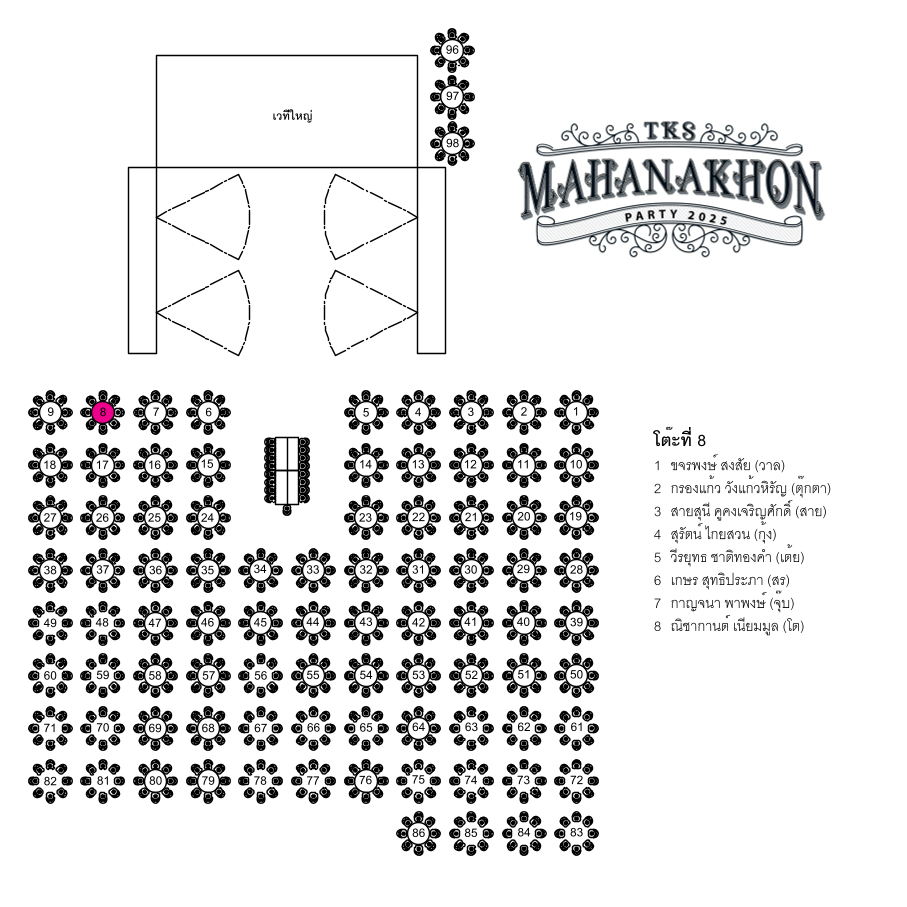 96
97
98
เวทีใหญ่
TKS
MAHANAKHON
PARTY 2025
9 8 7 6 5 4 3 2 1
18 17 16 15 14 13 12 11 10
27 26 25 24 23 22 21 20 19
38 37 36 35 34 33 32 31 30 29 28
49 48 47 46 45 44 43 42 41 40 39
60 59 58 57 56 55 54 53 52 51 50
71 70 69 68 67 66 65 64 63 62 61
82 81 80 79 78 77 76 75 74 73 72
86 85 84 83
โต๊ะที่ 8
1 ขจรพงษ์ สงสัย (วาล)
2 กรองแก้ว วังแก้วหิรัญ (ตุ๊กตา)
3 สายสุนี คูคงเจริญศักดิ์ (สาย)
4 สุรัตน์ ไกยสวน (กุ้ง)
5 วีรยุทธ ชาติทองคำ (เต้ย)
6 เกษร สุทธิประภา (สร)
7 กาญจนา พาพงษ์ (จุ๊บ)
8 ณิชากานต์ เนียมมูล (โต)